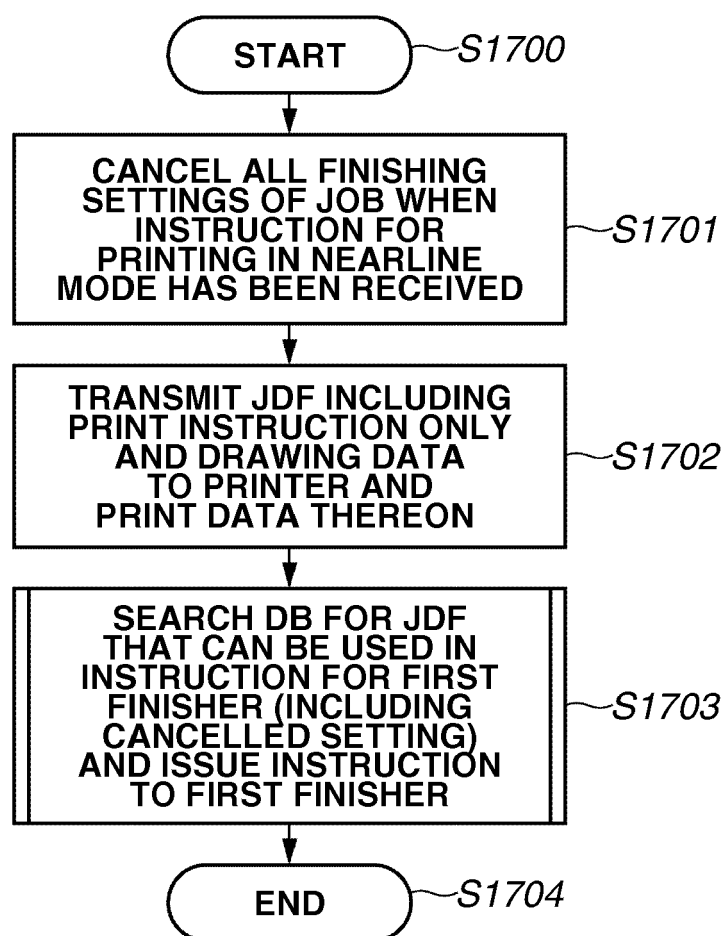 START
S1700
CANCEL ALL FINISHING
SETTINGS OF JOB WHEN
INSTRUCTION FOR
PRINTING IN NEARLINE
MODE HAS BEEN RECEIVED
S1701
TRANSMIT JDF INCLUDING
PRINT INSTRUCTION ONLY
AND DRAWING DATA
TO PRINTER AND
PRINT DATA THEREON
S1702
SEARCH DB FOR JDF
THAT CAN BE USED IN
INSTRUCTION FOR FIRST
FINISHER (INCLUDING
CANCELLED SETTING)
AND ISSUE INSTRUCTION
TO FIRST FINISHER
S1703
END
S1704